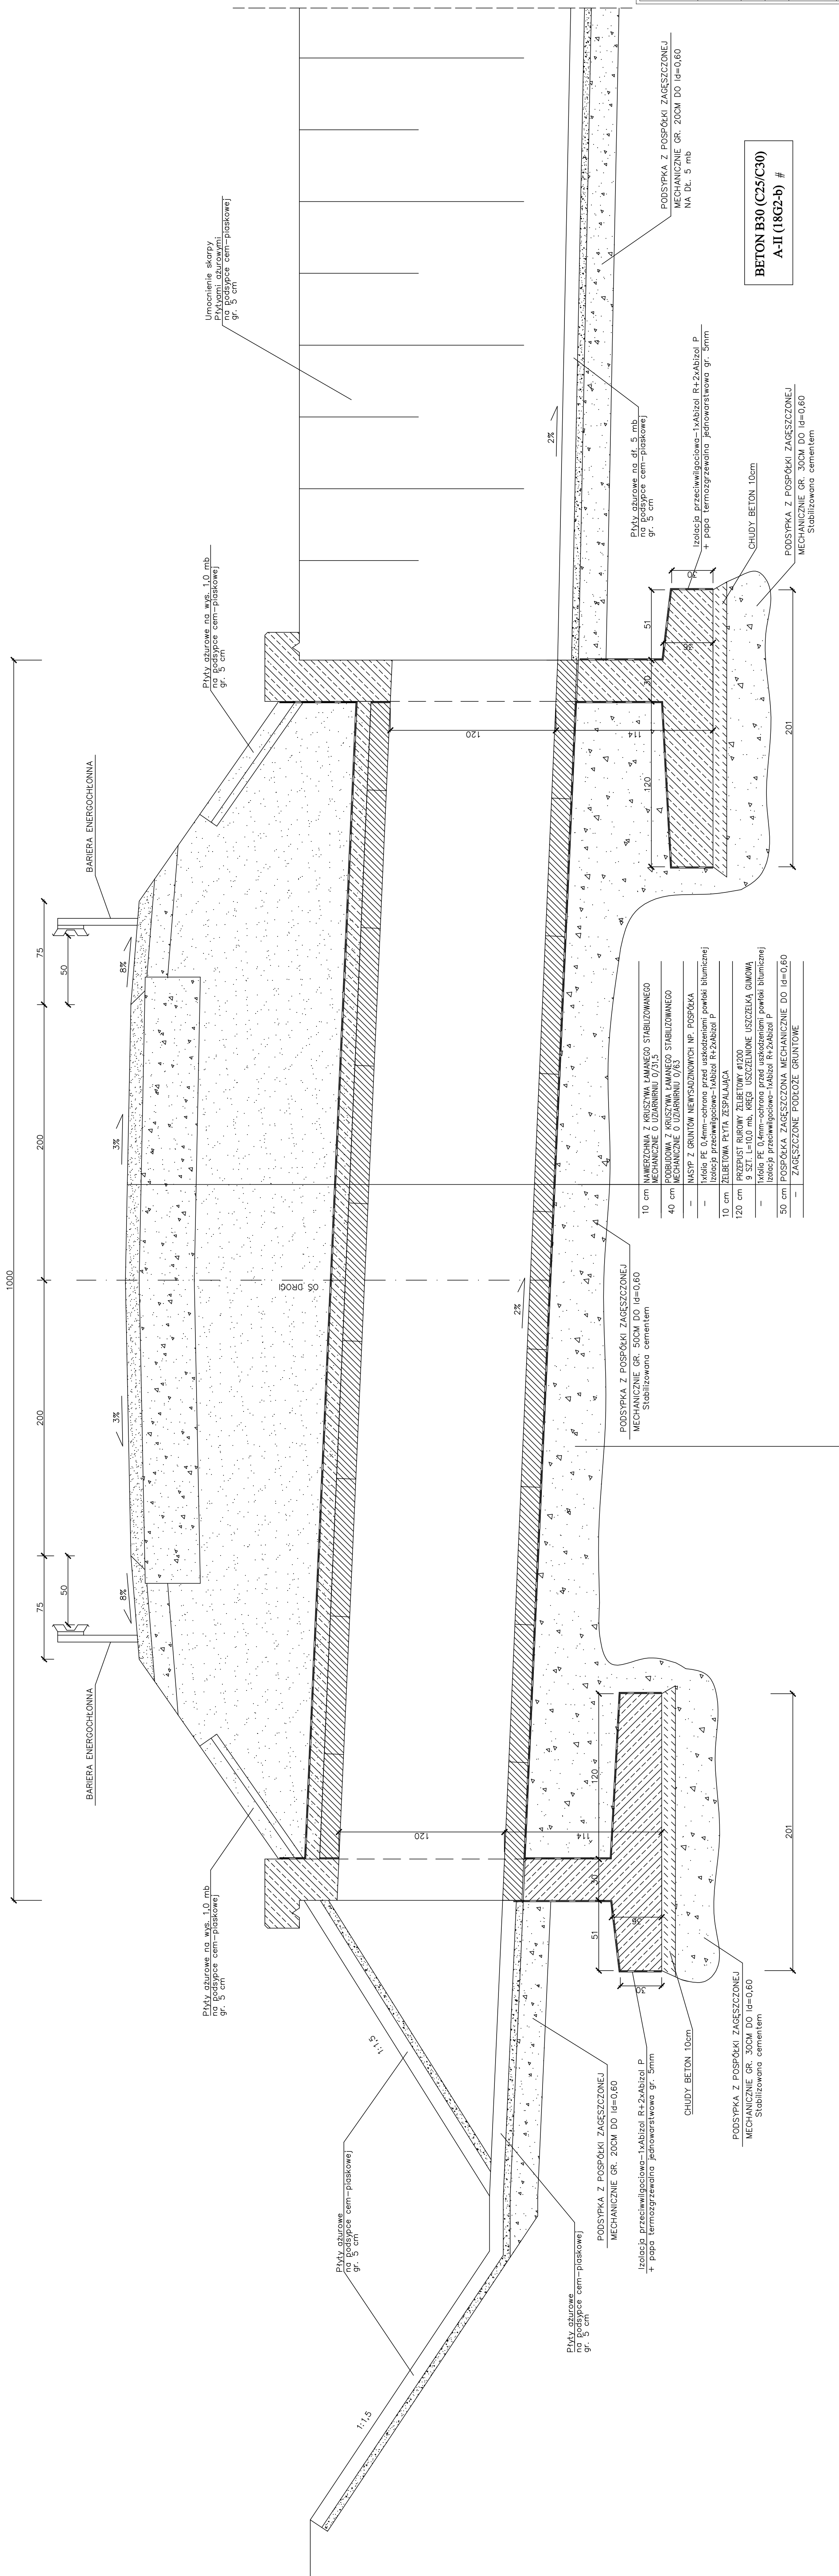 1000
75
200
200
75
50
50
BARIERA ENERGOCHŁONNA
BARIERA ENERGOCHŁONNA
8%
3%
3%
8%
OŚ DROGI
2%
2%
Płyty ażurowe na wys. 1,0 mb
na podsypce cem-piaskowej
gr. 5 cm
Płyty ażurowe na wys. 1,0 mb
na podsypce cem-piaskowej
gr. 5 cm
Umocnienie skarpy
Płytyami ażurowymi
na podsypce cem-piaskowej
gr. 5 cm
1:1,5
1:1,5
Płyty ażurowe
na podsypce cem-piaskowej
gr. 5 cm
Płyty ażurowe
na podsypce cem-piaskowej
gr. 5 cm
Płyty ażurowe na dł. 5 mb
na podsypce cem-piaskowej
gr. 5 cm
PODSYPKA Z POSPÓŁKI ZAGĘSZCZONEJ
MECHANICZNIE GR. 20CM DO Id=0,60
PODSYPKA Z POSPÓŁKI ZAGĘSZCZONEJ
MECHANICZNIE GR. 20CM DO Id=0,60
NA DŁ. 5 mb
120
114
120
30
51
36
30
201
120
114
120
30
51
36
30
201
Izolacja przeciwwilgociowa-1xAbizol R+2xAbizol P
+ papa termozgrzewalna jednowarstwowa gr. 5mm
CHUDY BETON 10cm
PODSYPKA Z POSPÓŁKI ZAGĘSZCZONEJ
MECHANICZNIE GR. 30CM DO Id=0,60
Stabilizowana cementem
PODSYPKA Z POSPÓŁKI ZAGĘSZCZONEJ
MECHANICZNIE GR. 50CM DO Id=0,60
Stabilizowana cementem
Izolacja przeciwwilgociowa-1xAbizol R+2xAbizol P
+ papa termozgrzewalna jednowarstwowa gr. 5mm
CHUDY BETON 10cm
PODSYPKA Z POSPÓŁKI ZAGĘSZCZONEJ
MECHANICZNIE GR. 30CM DO Id=0,60
Stabilizowana cementem
10 cm NAWIERZCHNIA Z KRUSZYWA ŁAMANEGO STABILIZOWANEGO
MECHANICZNIE O UZIARNIRNIU 0/31,5
40 cm PODBUDOWA Z KRUSZYWA ŁAMANEGO STABILIZOWANEGO
MECHANICZNIE O UZIARNIRNIU 0/63
– NASYP Z GRUNTÓW NIEWYSADZINOWYCH NP. POSPÓŁKA
– 1xfolia PE 0,4mm-ochrona przed uszkodzeniami powłoki bitumicznej
Izolacja przeciwwilgociowa-1xAbizol R+2xAbizol P
10 cm ŻELBETOWA PŁYTA ZESPALAJĄCA
120 cm PRZEPUST RUROWY ŻELBETOWY ø1200
9 SZT. L=10,0 mb, KRĘGI USZCZELNIONE USZCZELKĄ GUMOWĄ
– 1xfolia PE 0,4mm-ochrona przed uszkodzeniami powłoki bitumicznej
Izolacja przeciwwilgociowa-1xAbizol R+2xAbizol P
50 cm POSPÓŁKA ZAGĘSZCZONA MECHANICZNIE DO Id=0,60
– ZAGĘSZCZONE PODŁOŻE GRUNTOWE
BETON B30 (C25/C30)
A-II (18G2-b) #